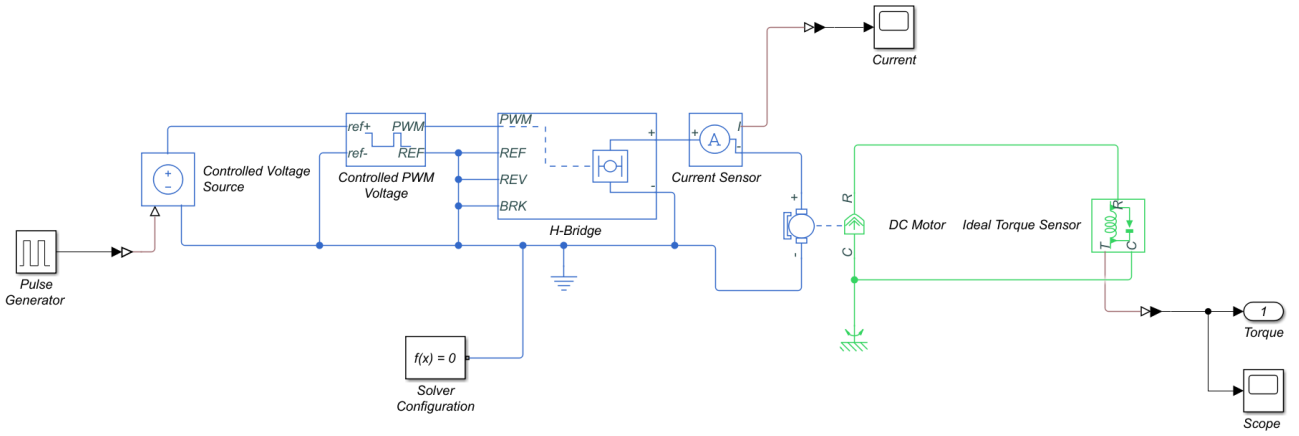 Current
ref+ PWM
ref- REF
Controlled PWM
Voltage
PWM
REF
REV
BRK
+
-
H-Bridge
+ A I
-
Current Sensor
+
-
Controlled Voltage
Source
Pulse
Generator
+
-
R
C
DC Motor
Ideal Torque Sensor
R
T C
f(x) = 0
Solver
Configuration
1
Torque
Scope